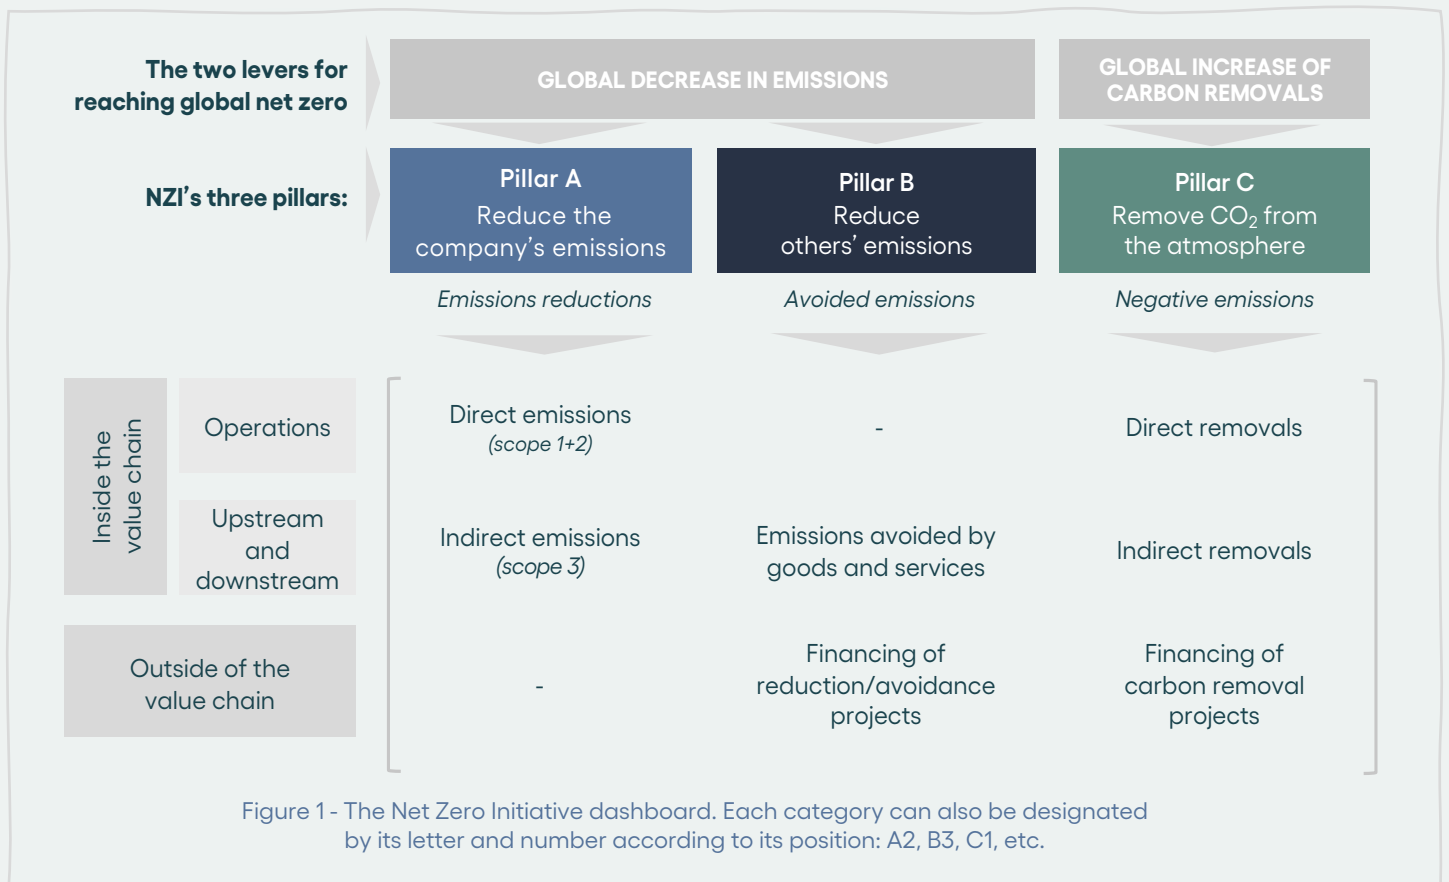 The two levers for
reaching global net zero
GLOBAL DECREASE IN EMISSIONS
GLOBAL INCREASE OF
CARBON REMOVALS
NZI’s three pillars:
Pillar A
Reduce the
company’s emissions
Pillar B
Reduce
others’ emissions
Pillar C
Remove CO₂ from
the atmosphere
Emissions reductions
Avoided emissions
Negative emissions
Inside the
value chain
Operations
Direct emissions
(scope 1+2)
-
Direct removals
Upstream
and
downstream
Indirect emissions
(scope 3)
Emissions avoided by
goods and services
Indirect removals
Outside of the
value chain
-
Financing of
reduction/avoidance
projects
Financing of
carbon removal
projects
Figure 1 - The Net Zero Initiative dashboard. Each category can also be designated
by its letter and number according to its position: A2, B3, C1, etc.